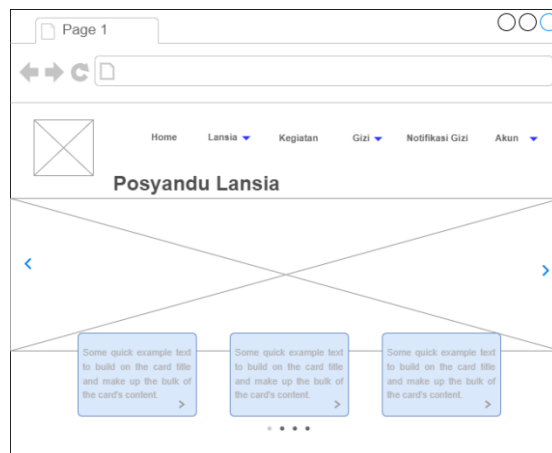 Page 1
Home Lansia Kegiatan Gizi Notifikasi Gizi Akun
Posyandu Lansia
Some quick example text
to build on the card title
and make up the bulk of
the card's content.
Some quick example text
to build on the card title
and make up the bulk of
the card's content.
Some quick example text
to build on the card title
and make up the bulk of
the card's content.